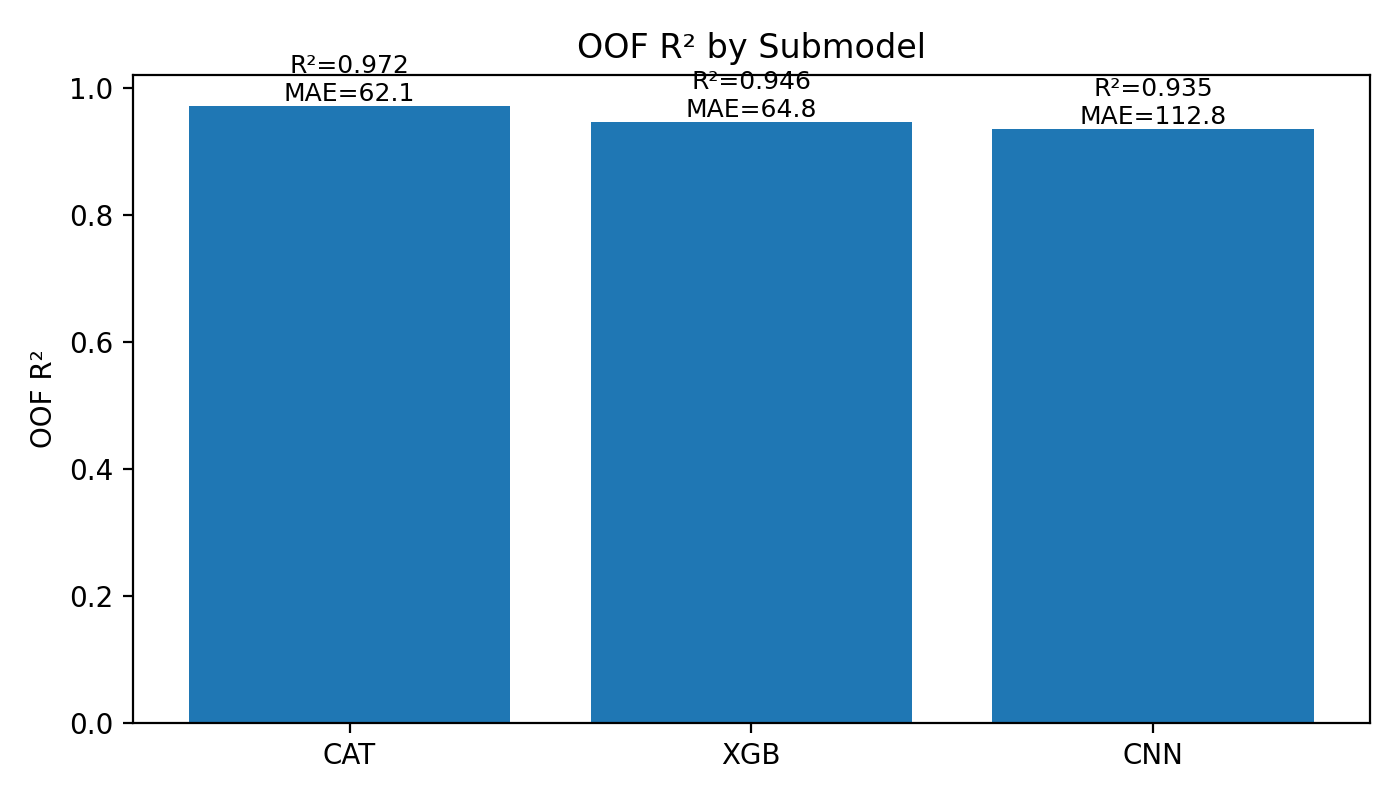 OOF R² by Submodel
R²=0.972
MAE=62.1
R²=0.946
MAE=64.8
R²=0.935
MAE=112.8
OOF R²
1.0
0.8
0.6
0.4
0.2
0.0
CAT
XGB
CNN